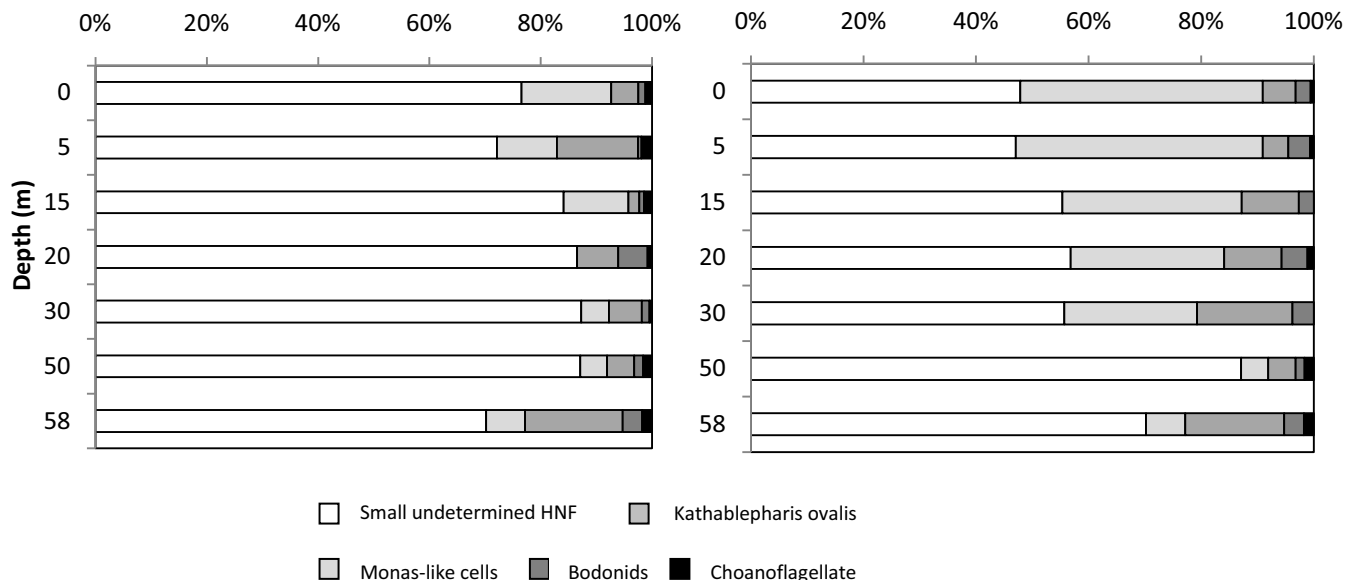 0% 20% 40% 60% 80% 100%
0% 20% 40% 60% 80% 100%
Depth (m)
0
5
15
20
30
50
58
0
5
15
20
30
50
58
Small undetermined HNF Kathablepharis ovalis
Monas-like cells Bodonids Choanoflagellate